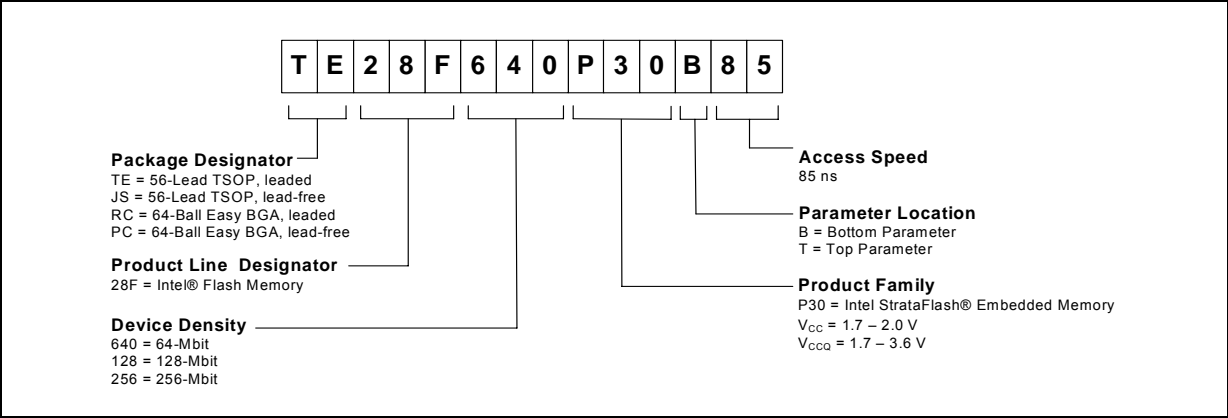 T E 2 8 F 6 4 0 P 3 0 B 8 5
Package Designator
TE = 56-Lead TSOP, leaded
JS = 56-Lead TSOP, lead-free
RC = 64-Ball Easy BGA, leaded
PC = 64-Ball Easy BGA, lead-free
Product Line Designator
28F = Intel® Flash Memory
Device Density
640 = 64-Mbit
128 = 128-Mbit
256 = 256-Mbit
Access Speed
85 ns
Parameter Location
B = Bottom Parameter
T = Top Parameter
Product Family
P30 = Intel StrataFlash® Embedded Memory
VCC = 1.7 – 2.0 V
VCCQ = 1.7 – 3.6 V